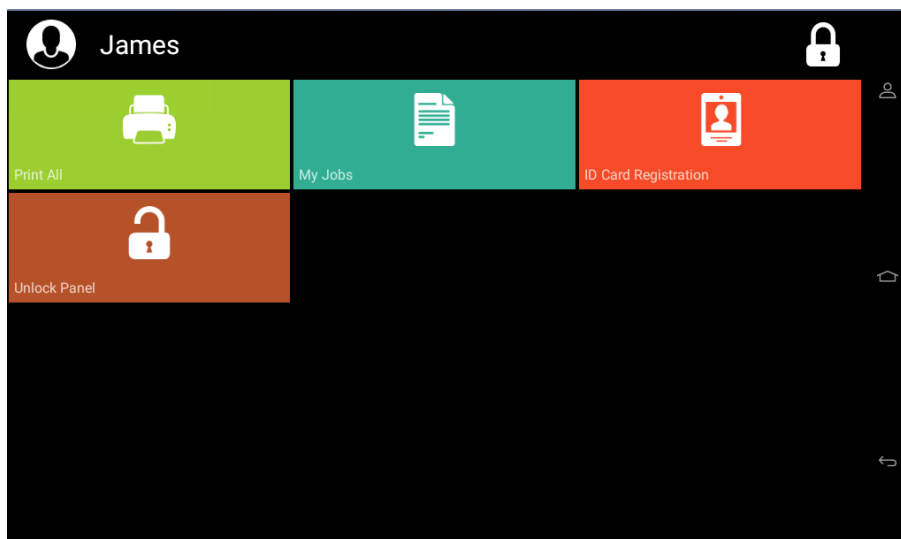 James
Print All
My Jobs
ID Card Registration
Unlock Panel